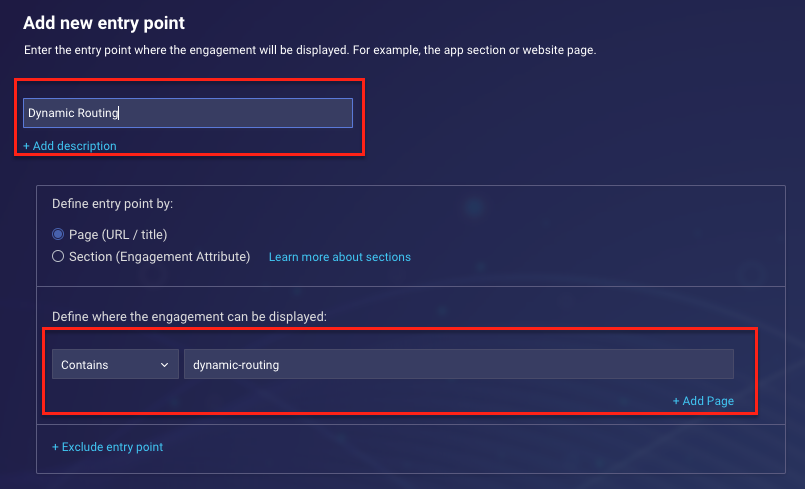 Add new entry point
Enter the entry point where the engagement will be displayed. For example, the app section or website page.
Dynamic Routing
+ Add description
Define entry point by:
Page (URL / title)
Section (Engagement Attribute) Learn more about sections
Define where the engagement can be displayed:
Contains dynamic-routing
+ Add Page
+ Exclude entry point